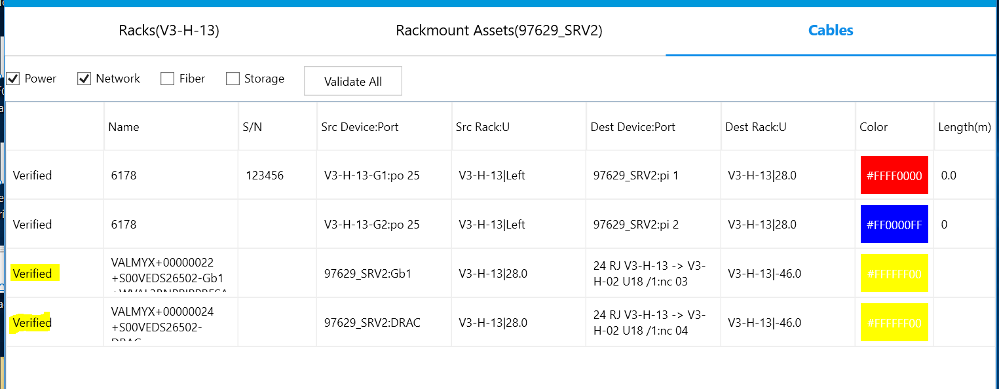 Racks(V3-H-13) Rackmount Assets(97629_SRV2) Cables
Power Network Fiber Storage Validate All
Name S/N Src Device:Port Src Rack:U Dest Device:Port Dest Rack:U Color Length(m)
Verified 6178 123456 V3-H-13-G1:po 25 V3-H-13|Left 97629_SRV2:pi 1 V3-H-13|28.0 #FFFF0000 0.0
Verified 6178 V3-H-13-G2:po 25 V3-H-13|Left 97629_SRV2:pi 2 V3-H-13|28.0 #FF0000FF 0
Verified
VALMYX+00000022
+S00VEDS26502-Gb1
97629_SRV2:Gb1
V3-H-13|28.0
24 RJ V3-H-13 -> V3-
H-02 U18 /1:nc 03
V3-H-13|-46.0
#FFFFFF00
Verified
VALMYX+00000024
+S00VEDS26502-
DRAC
97629_SRV2:DRAC
V3-H-13|28.0
24 RJ V3-H-13 -> V3-
H-02 U18 /1:nc 04
V3-H-13|-46.0
#FFFFFF00